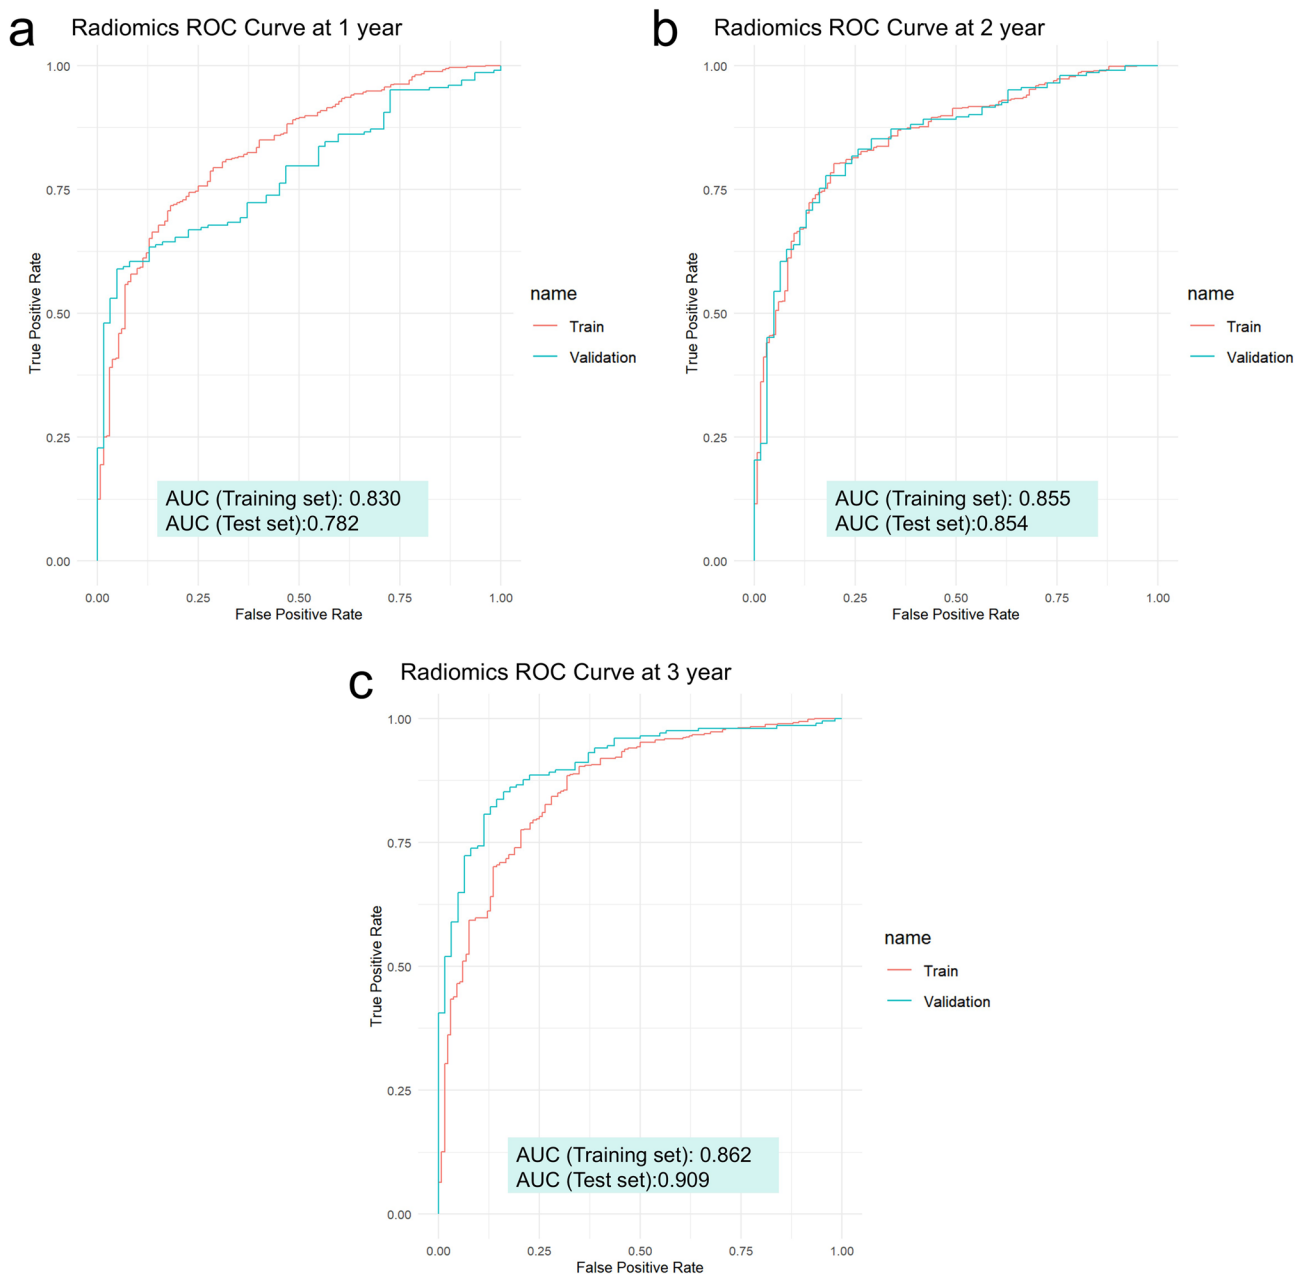 a
Radiomics ROC Curve at 1 year
1.00
0.75
0.50
0.25
0.00
True Positive Rate
0.00 0.25 0.50 0.75 1.00
False Positive Rate
AUC (Training set): 0.830
AUC (Test set):0.782
name
Train
Validation
b
Radiomics ROC Curve at 2 year
1.00
0.75
0.50
0.25
0.00
True Positive Rate
0.00 0.25 0.50 0.75 1.00
False Positive Rate
AUC (Training set): 0.855
AUC (Test set):0.854
name
Train
Validation
c
Radiomics ROC Curve at 3 year
1.00
0.75
0.50
0.25
0.00
True Positive Rate
0.00 0.25 0.50 0.75 1.00
False Positive Rate
AUC (Training set): 0.862
AUC (Test set):0.909
name
Train
Validation